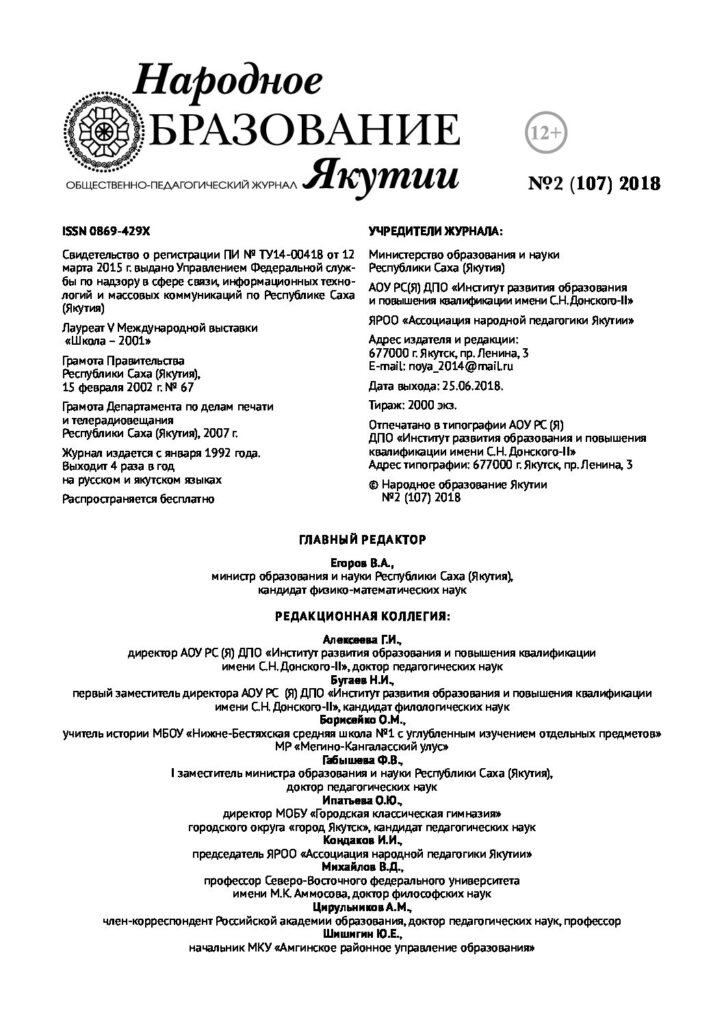 Народное
ОБРАЗОВАНИЕ
ОБЩЕСТВЕННО-ПЕДАГОГИЧЕСКИЙ ЖУРНАЛ Якутии
12+
№2 (107) 2018
ISSN 0869-429X
Свидетельство о регистрации ПИ № ТУ14-00418 от 12
марта 2015 г. выдано Управлением Федеральной служ-
бы по надзору в сфере связи, информационных техно-
логий и массовых коммуникаций по Республике Саха
(Якутия)
Лауреат V Международной выставки
«Школа – 2001»
Грамота Правительства
Республики Саха (Якутия),
15 февраля 2002 г. № 67
Грамота Департамента по делам печати
и телерадиовещания
Республики Саха (Якутия), 2007 г.
Журнал издается с января 1992 года.
Выходит 4 раза в год
на русском и якутском языках
Распространяется бесплатно
УЧРЕДИТЕЛИ ЖУРНАЛА:
Министерство образования и науки
Республики Саха (Якутия)
АОУ РС(Я) ДПО «Институт развития образования
и повышения квалификации имени С.Н.Донского-II»
ЯРОО «Ассоциация народной педагогики Якутии»
Адрес издателя и редакции:
677000 г. Якутск, пр. Ленина, 3
E-mail: noya_2014@mail.ru
Дата выхода: 25.06.2018.
Тираж: 2000 экз.
Отпечатано в типографии АОУ РС (Я)
ДПО «Институт развития образования и повышения
квалификации имени С.Н. Донского-II»
Адрес типографии: 677000 г. Якутск, пр. Ленина, 3
© Народное образование Якутии
№2 (107) 2018
ГЛАВНЫЙ РЕДАКТОР
Егоров В.А.,
министр образования и науки Республики Саха (Якутия),
кандидат физико-математических наук
РЕДАКЦИОННАЯ КОЛЛЕГИЯ:
Алексеева Г.И.,
директор АОУ РС (Я) ДПО «Институт развития образования и повышения квалификации
имени С.Н. Донского-II», доктор педагогических наук
Бугаев Н.И.,
первый заместитель директора АОУ РС (Я) ДПО «Институт развития образования и повышения квалификации
имени С.Н. Донского-II», кандидат филологических наук
Борисейко О.М.,
учитель истории МБОУ «Нижне-Бестяхская средняя школа №1 с углубленным изучением отдельных предметов»
МР «Мегино-Кангаласский улус»
Габышева Ф.В.,
I заместитель министра образования и науки Республики Саха (Якутия),
доктор педагогических наук
Ипатьева О.Ю.,
директор МОБУ «Городская классическая гимназия»
городского округа «город Якутск», кандидат педагогических наук
Кондаков И.И.,
председатель ЯРОО «Ассоциация народной педагогики Якутии»
Михайлов В.Д.,
профессор Северо-Восточного федерального университета
имени М.К. Аммосова, доктор философских наук
Цирульников А.М.,
член-корреспондент Российской академии образования, доктор педагогических наук, профессор
Шишигин Ю.Е.,
начальник МКУ «Амгинское районное управление образования»